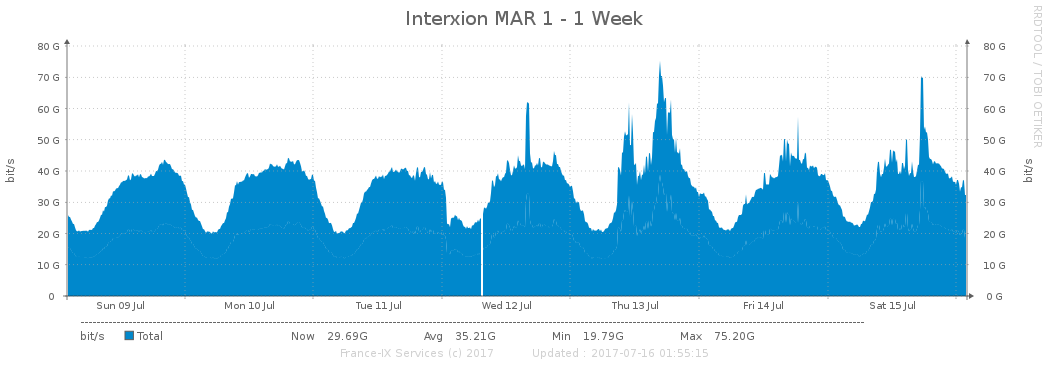 Interxion MAR 1 - 1 Week
RRDTOOL / TOBI OETIKER
80 G 80 G
70 G 70 G
60 G 60 G
50 G 50 G
40 G 40 G
30 G 30 G
20 G 20 G
10 G 10 G
0 0 G
bit/s bit/s
Sun 09 Jul Mon 10 Jul Tue 11 Jul Wed 12 Jul Thu 13 Jul Fri 14 Jul Sat 15 Jul
bit/s Total Now 29.69G Avg 35.21G Min 19.79G Max 75.20G
France-IX Services (c) 2017 Updated : 2017-07-16 01:55:15